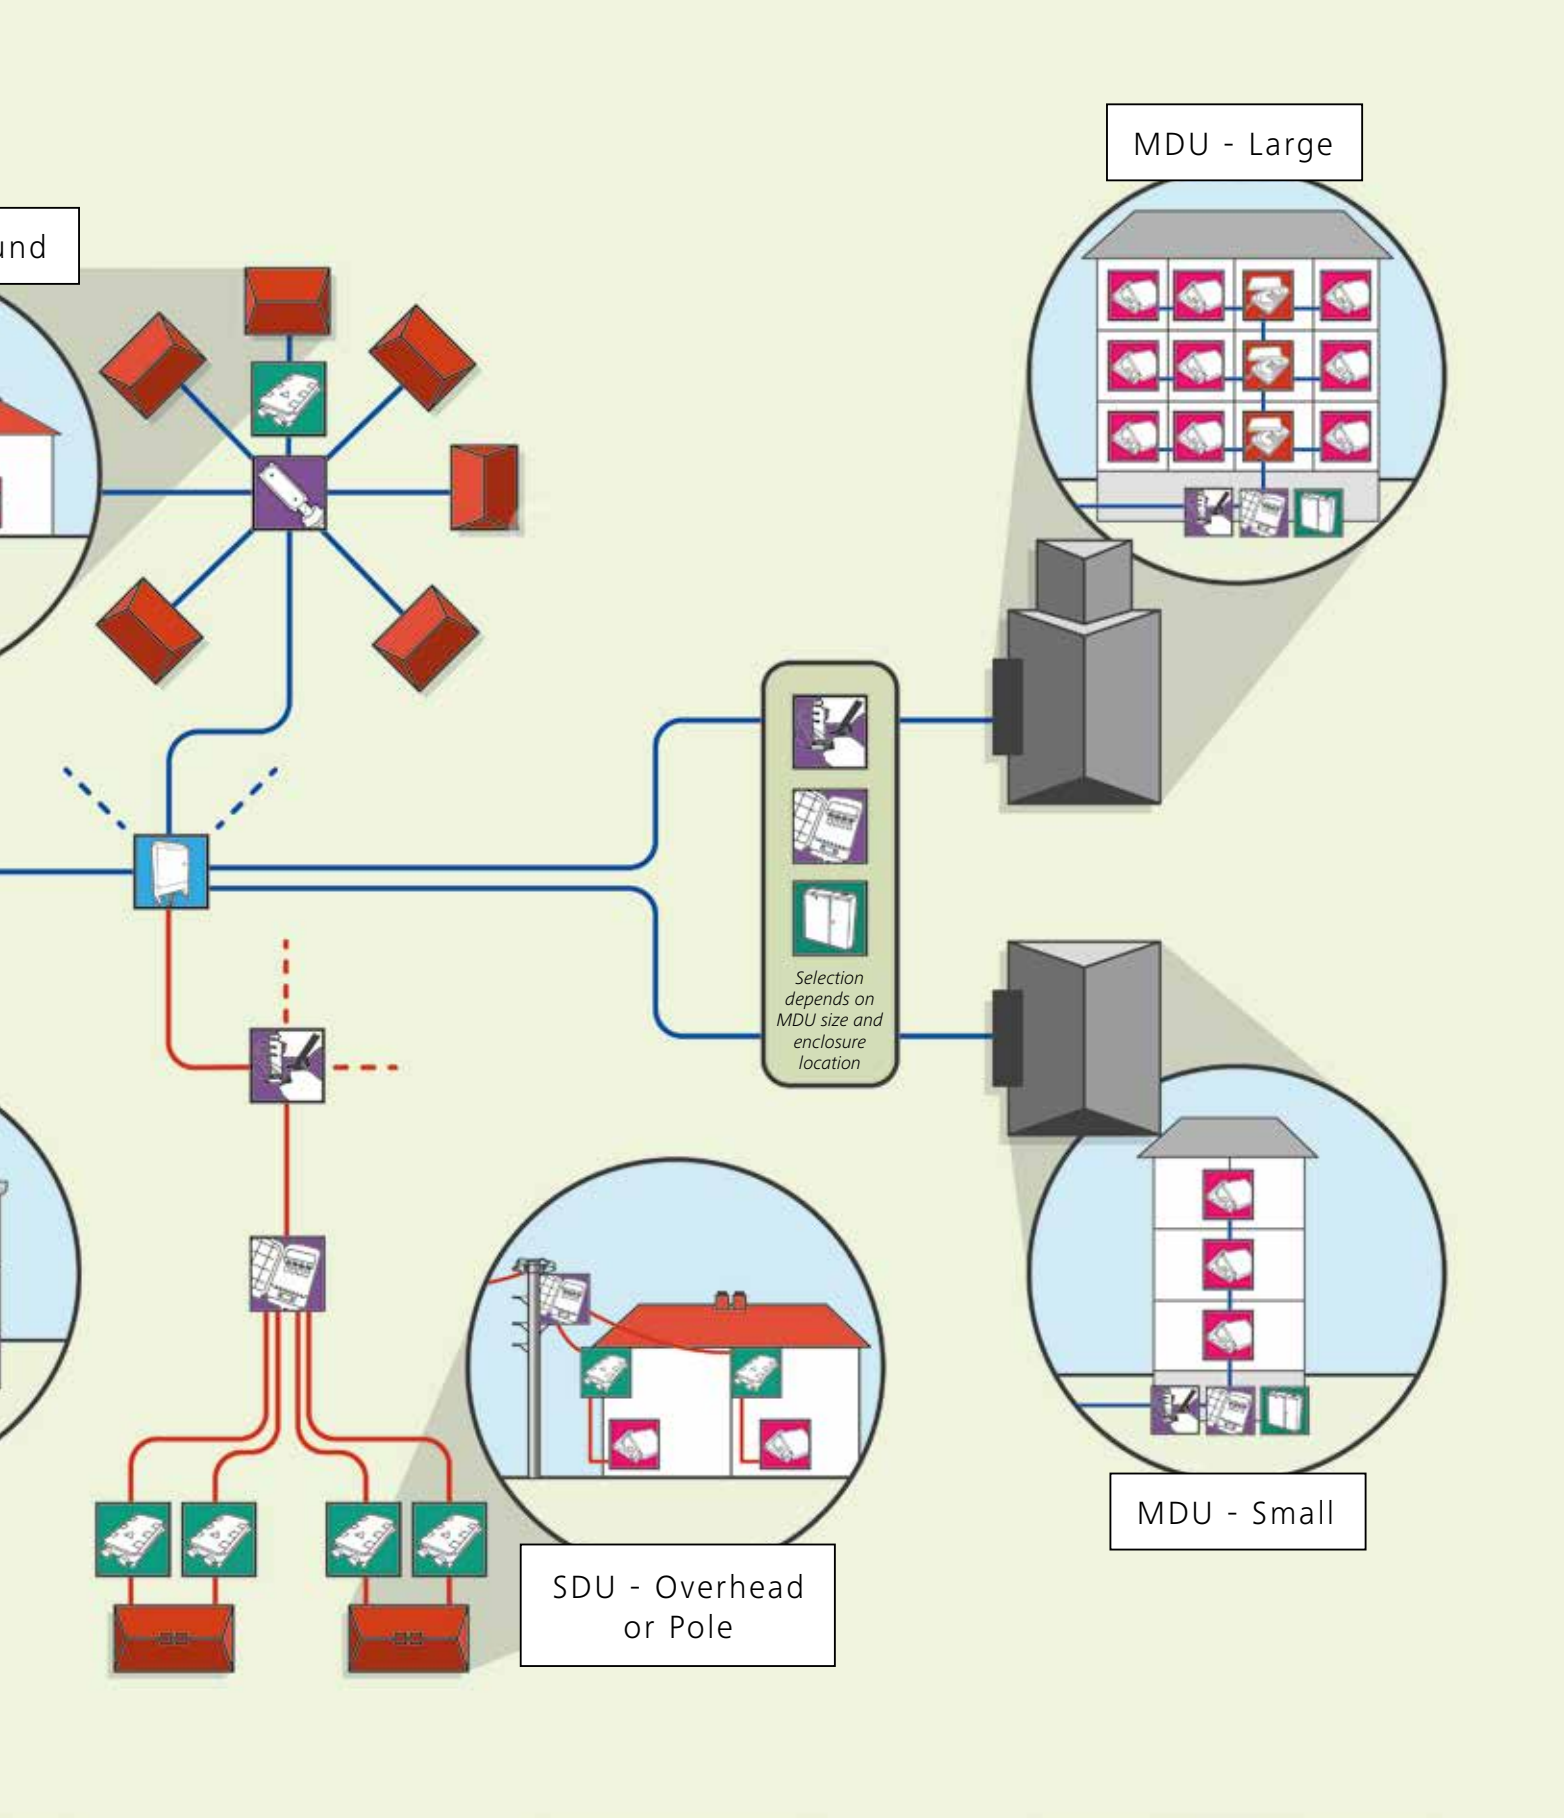 MDU - Large
und
Selection
depends on
MDU size and
enclosure
location
SDU - Overhead
or Pole
MDU - Small